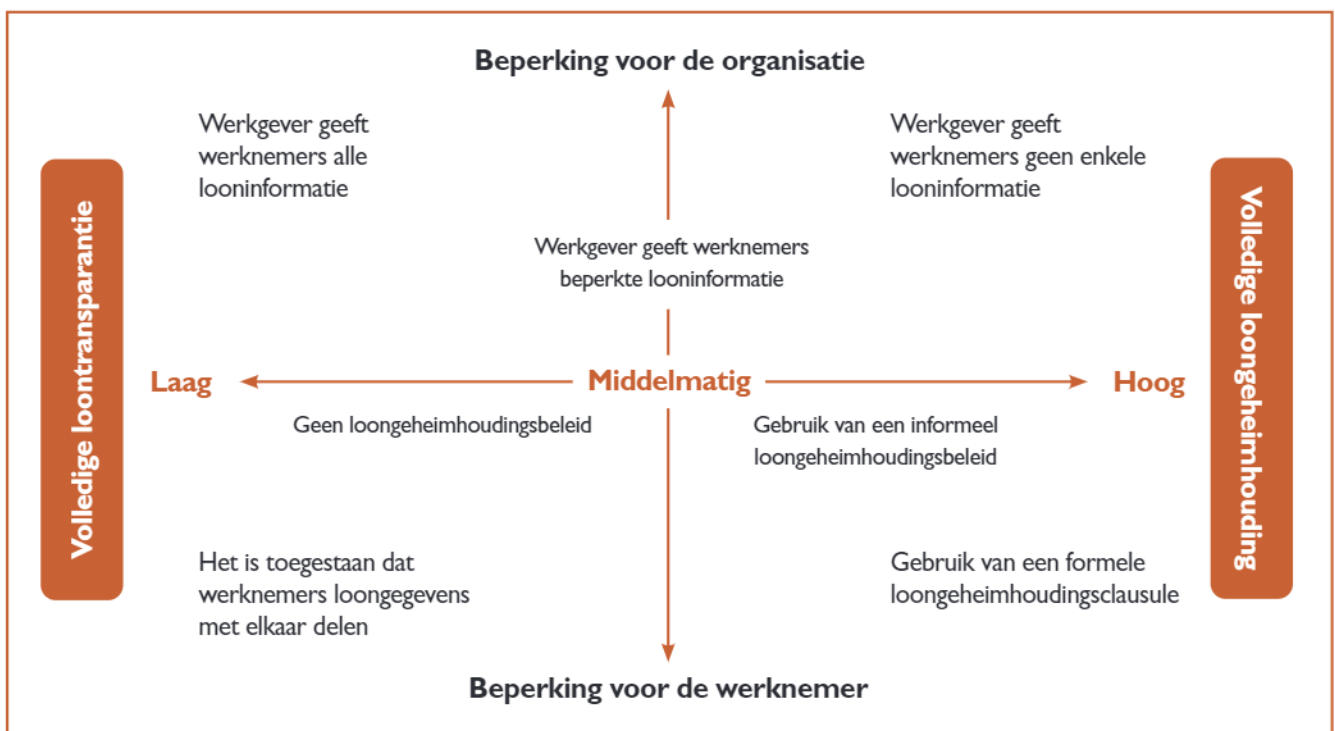 Beperking voor de organisatie
Werkgever geeft
werknemers alle
looninformatie
Werkgever geeft
werknemers geen enkele
looninformatie
Volledige loontransparantie
Volledige loongeheimhouding
Werkgever geeft werknemers
beperkte looninformatie
Laag
Middelmatig
Hoog
Geen loongeheimhoudingsbeleid
Gebruik van een informeel
loongeheimhoudingsbeleid
Het is toegestaan dat
werknemers loongegevens
met elkaar delen
Gebruik van een formele
loongeheimhoudingsclausule
Beperking voor de werknemer